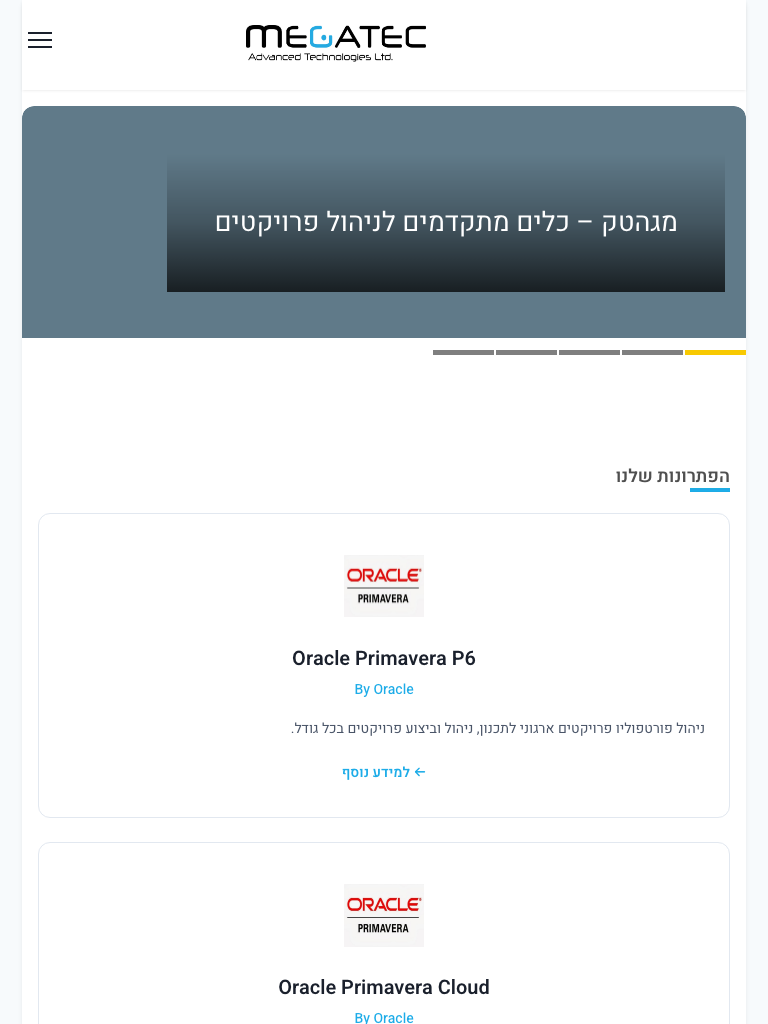 MEGATEC
Advanced Technologies Ltd.
מגהטק – כלים מתקדמים לניהול פרויקטים
הפתרונות שלנו
ORACLE
PRIMAVERA
Oracle Primavera P6
By Oracle
ניהול פורטפוליו פרויקטים ארגוני לתכנון, ניהול וביצוע פרויקטים בכל גודל.
למידע נוסף ←
ORACLE
PRIMAVERA
Oracle Primavera Cloud
By Oracle